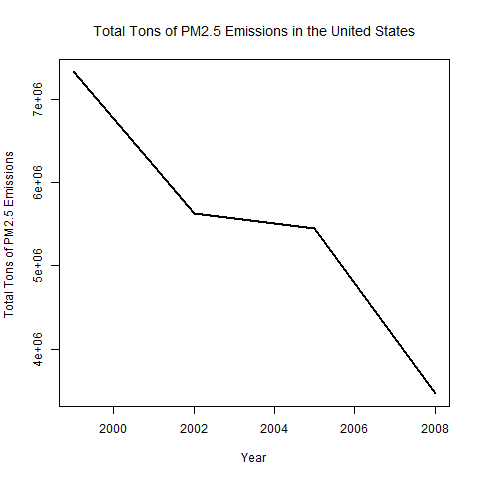 Total Tons of PM2.5 Emissions in the United States
Total Tons of PM2.5 Emissions
7e+06
6e+06
5e+06
4e+06
2000 2002 2004 2006 2008
Year